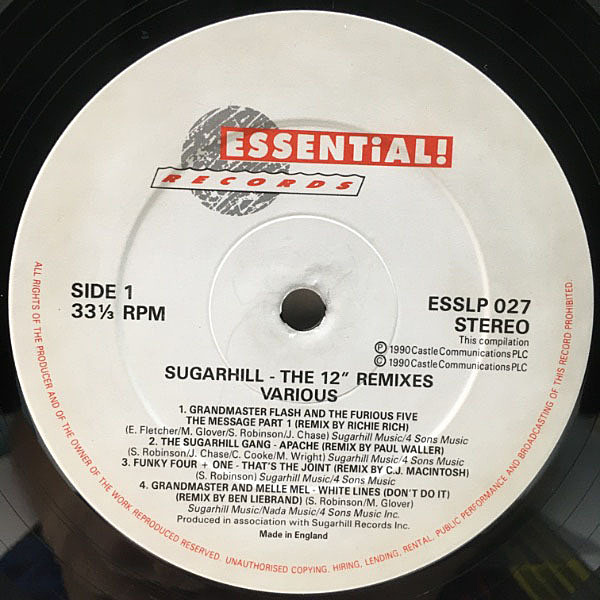 ESSENTiAL!
RECORDS
SIDE 1
33⅓ RPM
ESSLP 027
STEREO
This compilation
Ⓟ 1990 Castle Communications PLC
© 1990 Castle Communications PLC
SUGARHILL - THE 12" REMIXES
VARIOUS
1. GRANDMASTER FLASH AND THE FURIOUS FIVE
THE MESSAGE PART 1 (REMIX BY RICHIE RICH)
(E. Fletcher/M. Glover/S. Robinson/J. Chase) Sugarhill Music/4 Sons Music
2. THE SUGARHILL GANG - APACHE (REMIX BY PAUL WALLER)
(S. Robinson/J. Chase/C. Cooke/M. Wright) Sugarhill Music/4 Sons Music
3. FUNKY FOUR + ONE - THAT'S THE JOINT (REMIX BY C.J. MACINTOSH)
(S. Robinson) Sugarhill Music/4 Sons Music
4. GRANDMASTER AND MELLE MEL - WHITE LINES (DON'T DO IT)
(REMIX BY BEN LIEBRAND) (S. Robinson/M. Glover)
Sugarhill Music/Nada Music/4 Sons Music Inc.
Produced in association with Sugarhill Records Inc.
Made in England
ALL RIGHTS OF THE PRODUCER AND OF THE OWNER OF THE WORK REPRODUCED RESERVED. UNAUTHORISED COPYING, HIRING, LENDING, RENTAL, PUBLIC PERFORMANCE AND BROADCASTING OF THIS RECORD PROHIBITED.